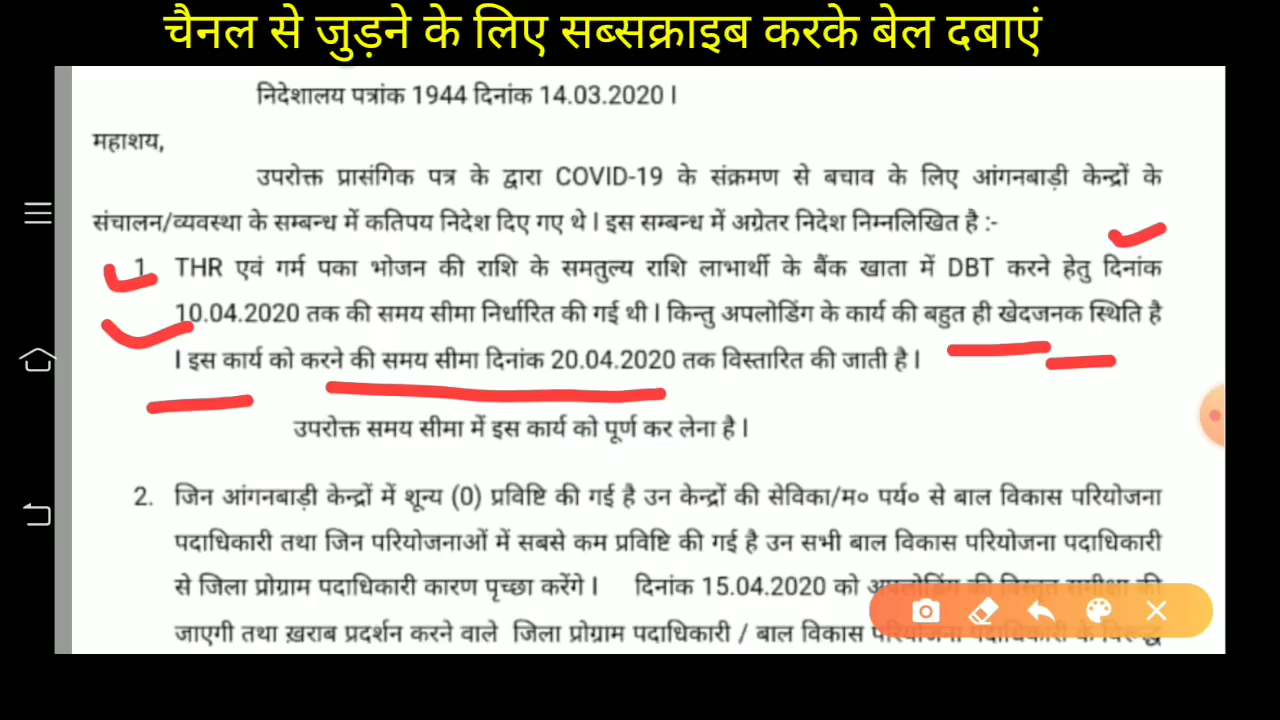 चैनल से जुड़ने के लिए सब्सक्राइब करके बेल दबाएं
निदेशालय पत्रांक 1944 दिनांक 14.03.2020 ।
महाशय,
उपरोक्त प्रासंगिक पत्र के द्वारा COVID-19 के संक्रमण से बचाव के लिए आंगनबाड़ी केन्द्रों के
संचालन/व्यवस्था के सम्बन्ध में कतिपय निदेश दिए गए थे । इस सम्बन्ध में अग्रेतर निदेश निम्नलिखित है :-
1. THR एवं गर्म पका भोजन की राशि के समतुल्य राशि लाभार्थी के बैंक खाता में DBT करने हेतु दिनांक
10.04.2020 तक की समय सीमा निर्धारित की गई थी । किन्तु अपलोडिंग के कार्य की बहुत ही खेदजनक स्थिति है
। इस कार्य को करने की समय सीमा दिनांक 20.04.2020 तक विस्तारित की जाती है ।
उपरोक्त समय सीमा में इस कार्य को पूर्ण कर लेना है ।
2. जिन आंगनबाड़ी केन्द्रों में शून्य (0) प्रविष्टि की गई है उन केन्द्रों की सेविका/म० पर्य० से बाल विकास परियोजना
पदाधिकारी तथा जिन परियोजनाओं में सबसे कम प्रविष्टि की गई है उन सभी बाल विकास परियोजना पदाधिकारी
से जिला प्रोग्राम पदाधिकारी कारण पृच्छा करेंगे । दिनांक 15.04.2020 को अपलोडिंग की विस्तृत समीक्षा की
जाएगी तथा ख़राब प्रदर्शन करने वाले जिला प्रोग्राम पदाधिकारी / बाल विकास परियोजना पदाधिकारी के विरूद्ध